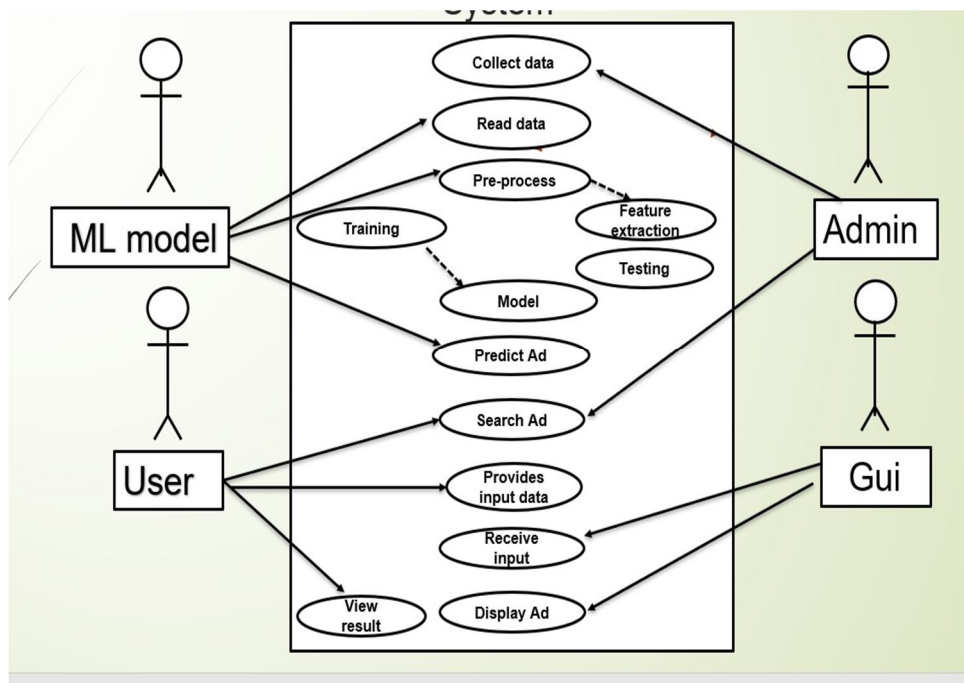 System
Collect data
Read data
Pre-process
Feature
extraction
Training
Testing
Model
Predict Ad
Search Ad
Provides
input data
Receive
input
View
result
Display Ad
ML model
User
Admin
Gui